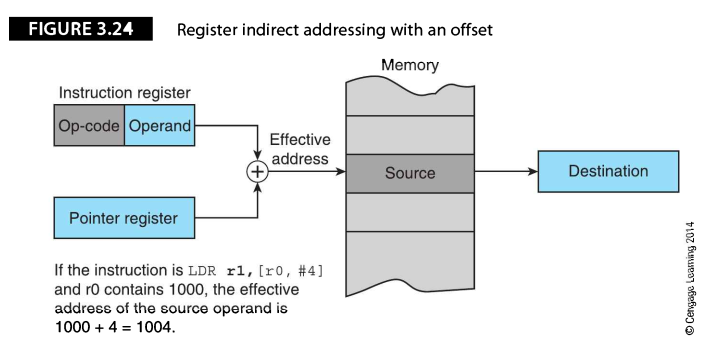 FIGURE 3.24 Register indirect addressing with an offset
Memory
Instruction register
Op-code Operand
Effective
address
+
Source
Destination
Pointer register
If the instruction is LDR r1, [r0, #4]
and r0 contains 1000, the effective
address of the source operand is
1000 + 4 = 1004.
© Cengage Learning 2014